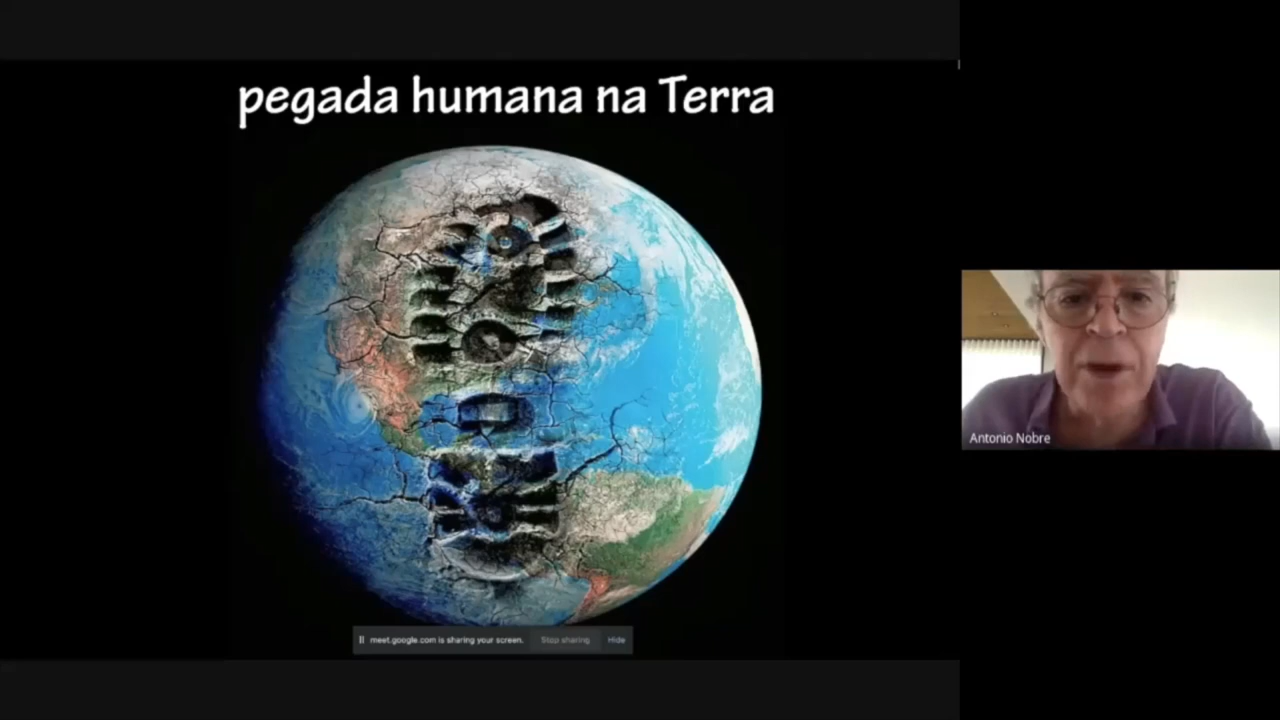 pegada humana na Terra
Antonio Nobre
meet.google.com is sharing your screen. Stop sharing Hide